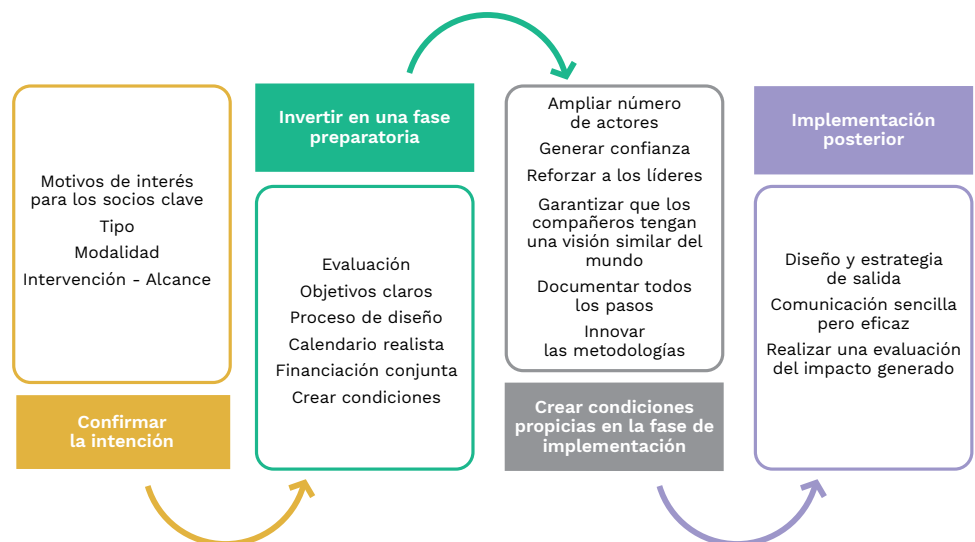 Motivos de interés
para los socios clave
Tipo
Modalidad
Intervención - Alcance
Confirmar
la intención
Invertir en una fase
preparatoria
Evaluación
Objetivos claros
Proceso de diseño
Calendario realista
Financiación conjunta
Crear condiciones
Ampliar número
de actores
Generar confianza
Reforzar a los líderes
Garantizar que los
compañeros tengan
una visión similar del
mundo
Documentar todos
los pasos
Innovar
las metodologías
Crear condiciones
propicias en la fase de
implementación
Implementación
posterior
Diseño y estrategia
de salida
Comunicación sencilla
pero eficaz
Realizar una evaluación
del impacto generado